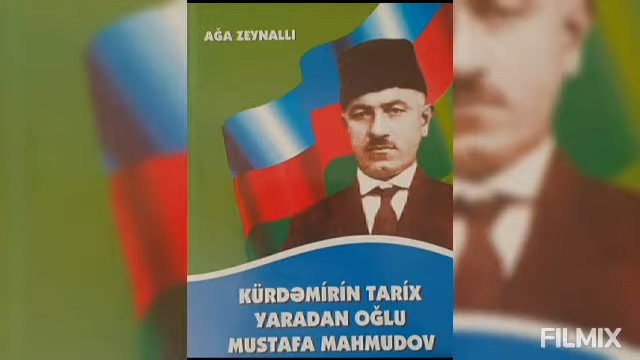 AĞA ZEYNALLI
KÜRDƏMİRİN TARİX
YARADAN OĞLU
MUSTAFA MAHMUDOV
FILMIX